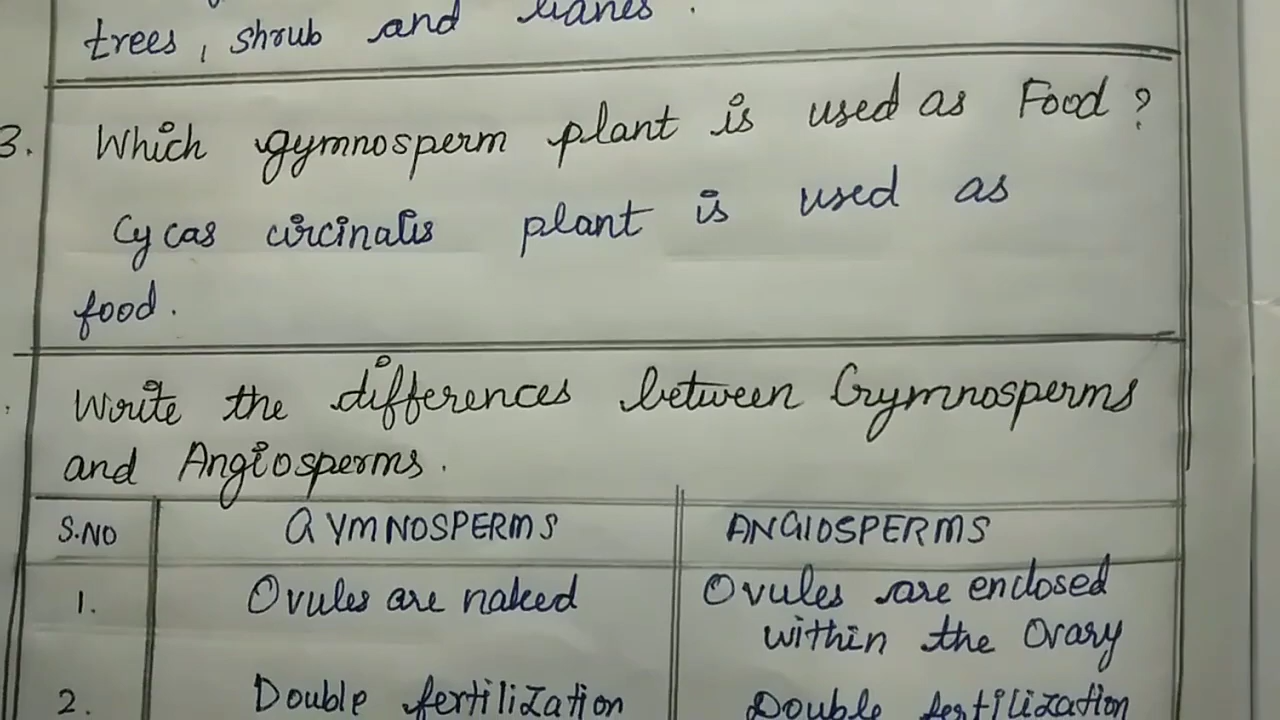 trees, shrub and lianes.
3. Which gymnosperm plant is used as Food?
Cycas circinalis plant is used as
food.
Write the differences between Gymnosperms
and Angiosperms.
S.NO GYMNOSPERMS ANGIOSPERMS
1. Ovules are naked Ovules are enclosed
within the Ovary
2. Double fertilization Double fertilization